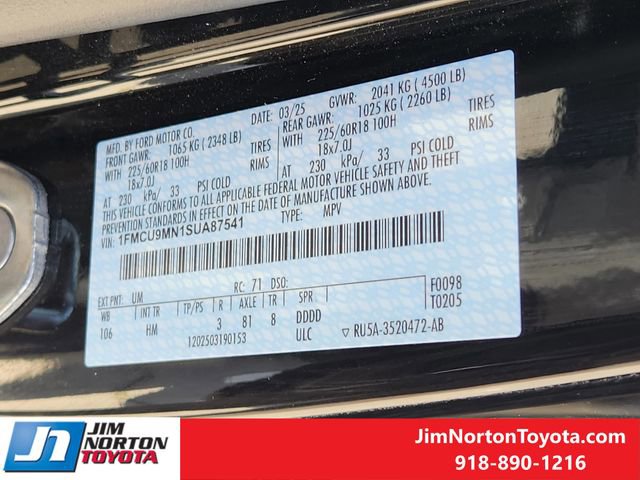 MFD. BY FORD MOTOR CO. DATE: 03/25 GVWR: 2041 KG ( 4500 LB)
FRONT GAWR: 1065 KG ( 2348 LB) REAR GAWR: 1025 KG ( 2260 LB)
WITH 225/60R18 100H TIRES WITH 225/60R18 100H TIRES
18x7.0J RIMS 18x7.0J RIMS
AT 230 kPa/ 33 PSI COLD AT 230 kPa/ 33 PSI COLD
THIS VEHICLE CONFORMS TO ALL APPLICABLE FEDERAL MOTOR VEHICLE SAFETY AND THEFT
PREVENTION STANDARDS IN EFFECT ON THE DATE OF MANUFACTURE SHOWN ABOVE.
VIN: 1FMCU9MN1SUA87541 TYPE: MPV
EXT PNT: UM RC: 71 DSO: F0098
WB INT TR TP/PS R AXLE TR SPR T0205
106 HM 3 81 8 DDDD
1202503190153 ULC ▽ RU5A-3520472-AB
JIM NORTON TOYOTA
JimNortonToyota.com
918-890-1216